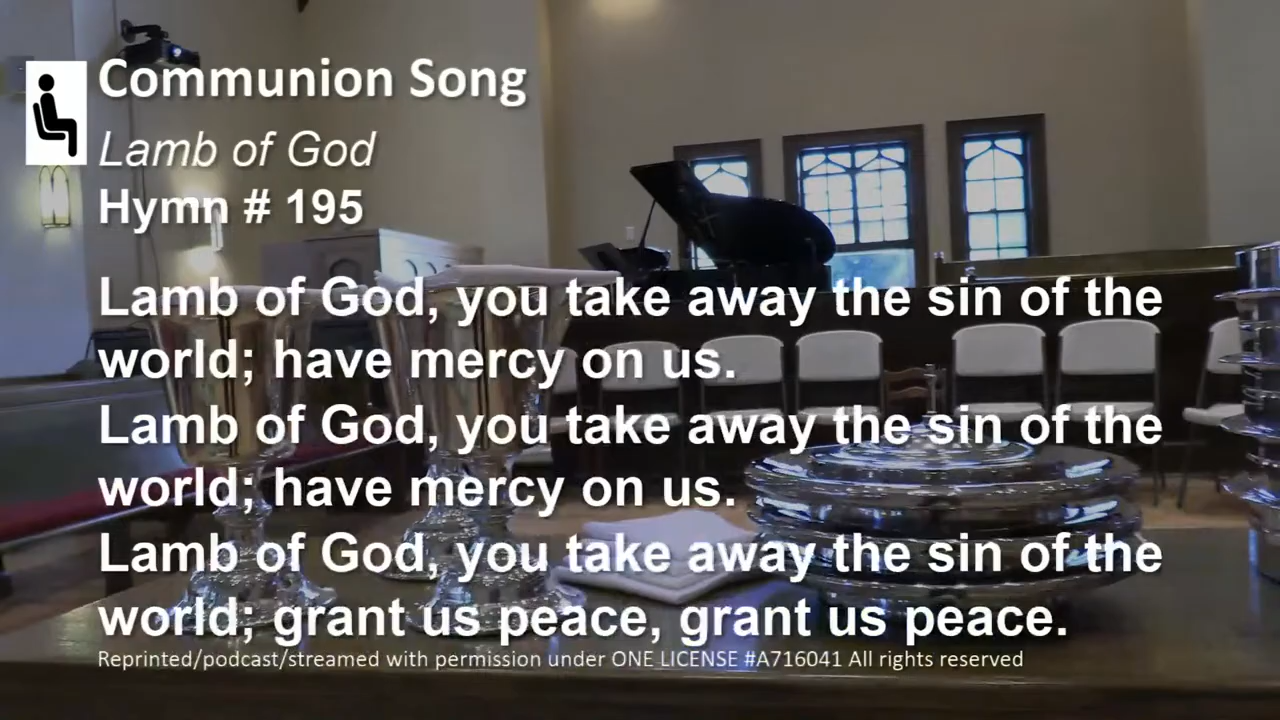 Communion Song
Lamb of God
Hymn # 195
Lamb of God, you take away the sin of the
world; have mercy on us.
Lamb of God, you take away the sin of the
world; have mercy on us.
Lamb of God, you take away the sin of the
world; grant us peace, grant us peace.
Reprinted/podcast/streamed with permission under ONE LICENSE #A716041 All rights reserved